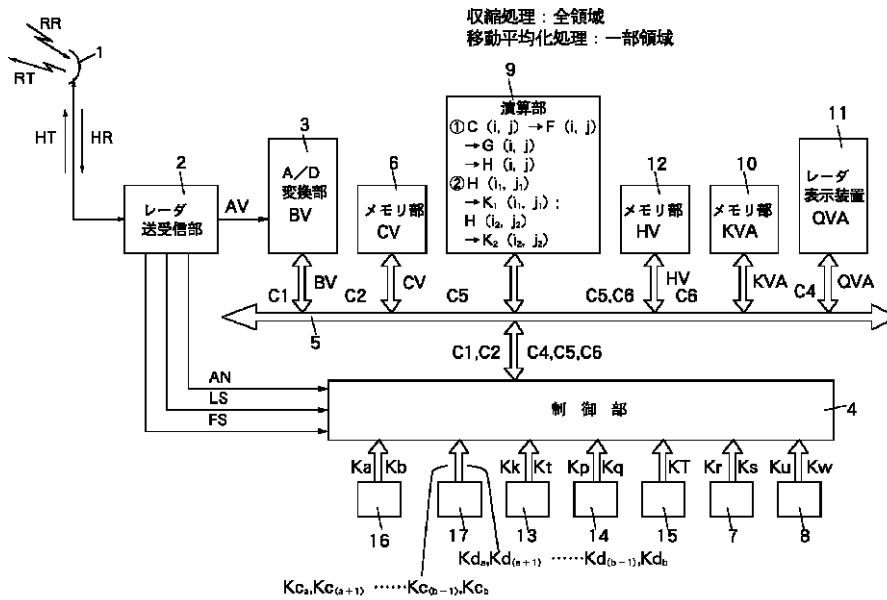 収縮処理：全領域
移動平均化処理：一部領域
RR
1
RT
HT
HR
2
レーダ
送受信部
AV
3
A／D
変換部
BV
6
メモリ部
CV
9
演算部
①C (i, j) →F (i, j)
→G (i, j)
→H (i, j)
②H (i₁, j₁)
→K₁ (i₁, j₁) :
H (i₂, j₂)
→K₂ (i₂, j₂)
12
メモリ部
HV
10
メモリ部
KVA
11
レーダ
表示装置
QVA
C1
BV
C2
CV
C5
C5,C6
HV
C6
KVA
C4
QVA
5
C1,C2
C4,C5,C6
AN
LS
FS
制御部
4
Ka
Kb
Kk
Kt
Kp
Kq
KT
Kr
Ks
Ku
Kw
16
17
13
14
15
7
8
Kdₐ,Kd₍ₐ₊₁₎ ⋯⋯ Kd₍b₋₁₎,Kdb
Kcₐ,Kc₍ₐ₊₁₎ ⋯⋯ Kc₍b₋₁₎,Kcb